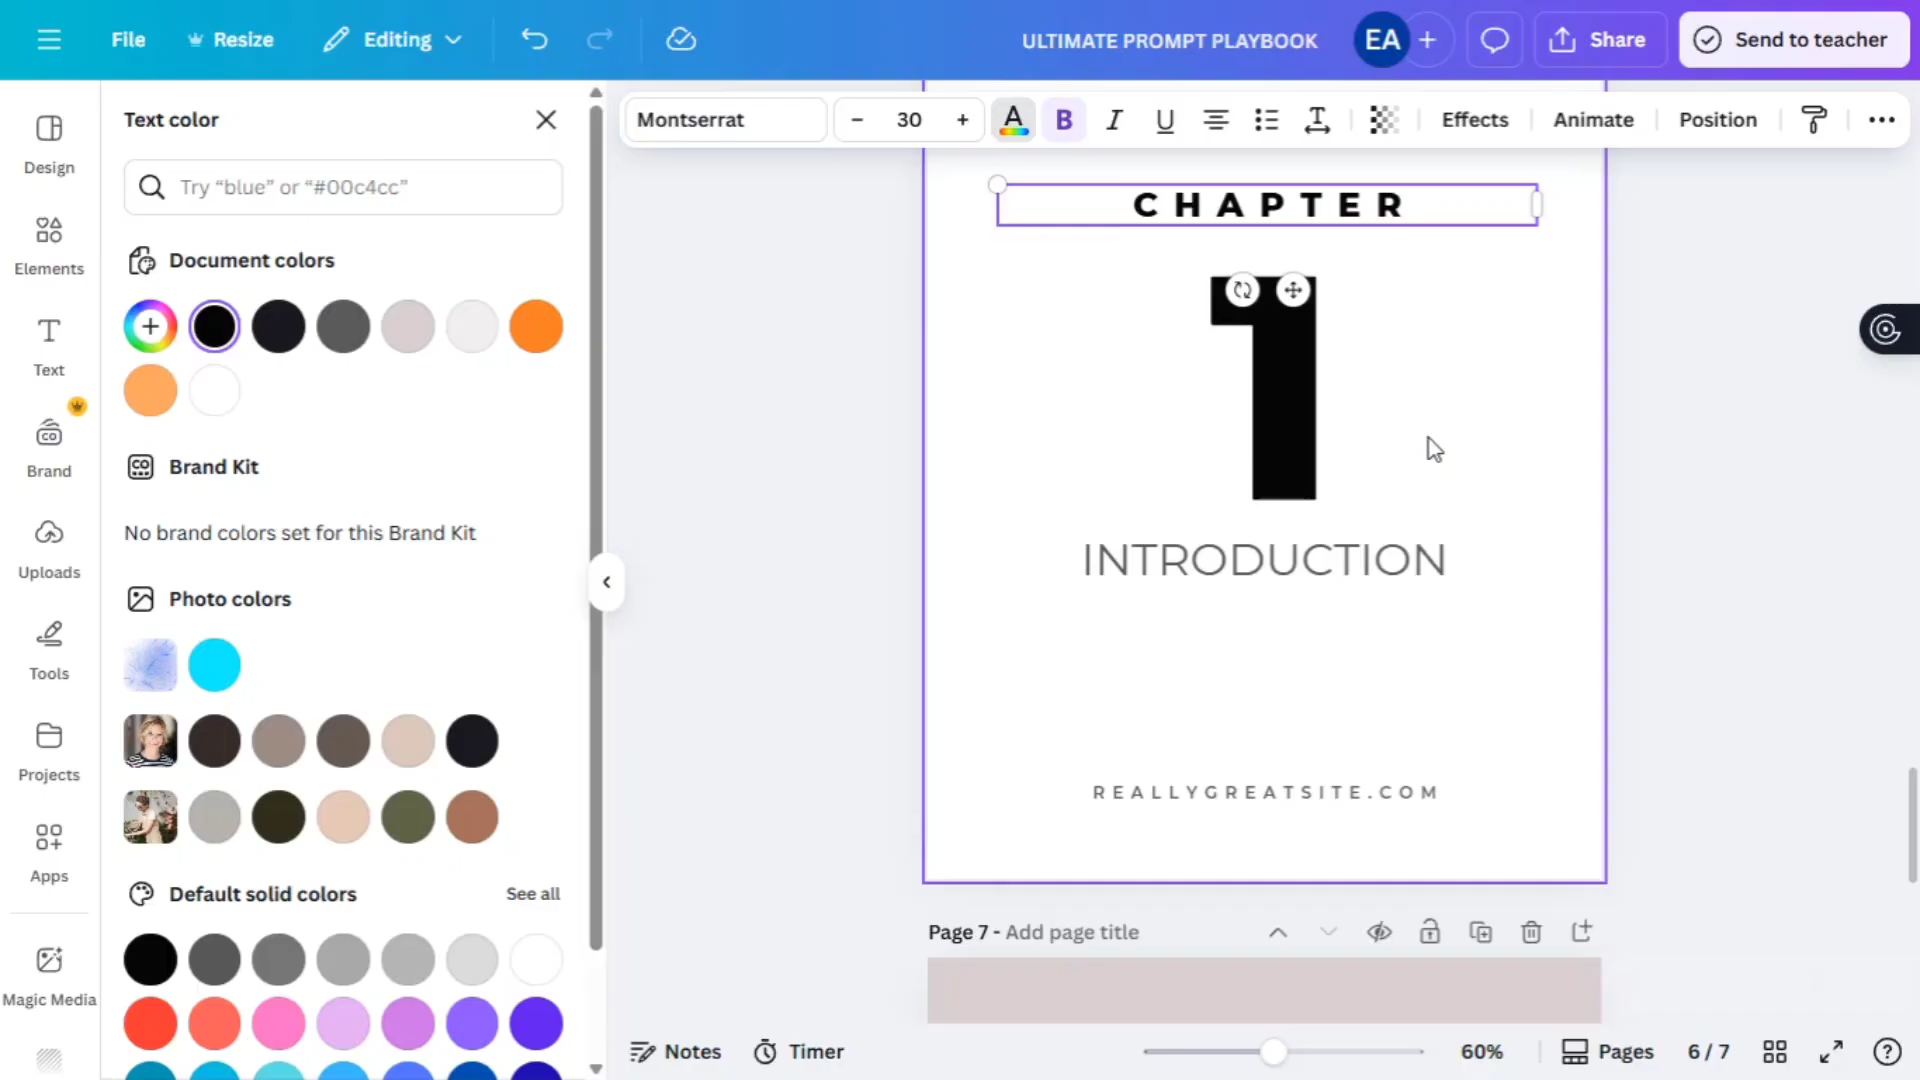 File
Resize
Editing
ULTIMATE PROMPT PLAYBOOK
EA
+
Share
Send to teacher
Design
Elements
Text
Brand
Uploads
Tools
Projects
Apps
Magic Media
Text color
Try “blue” or “#00c4cc”
Document colors
Brand Kit
No brand colors set for this Brand Kit
Photo colors
Default solid colors
See all
Montserrat
− 30 +
A
B
I
U
T
Effects
Animate
Position
CHAPTER
1
INTRODUCTION
REALLYGREATSITE.COM
Page 7 - Add page title
Notes
Timer
60%
Pages
6 / 7
?